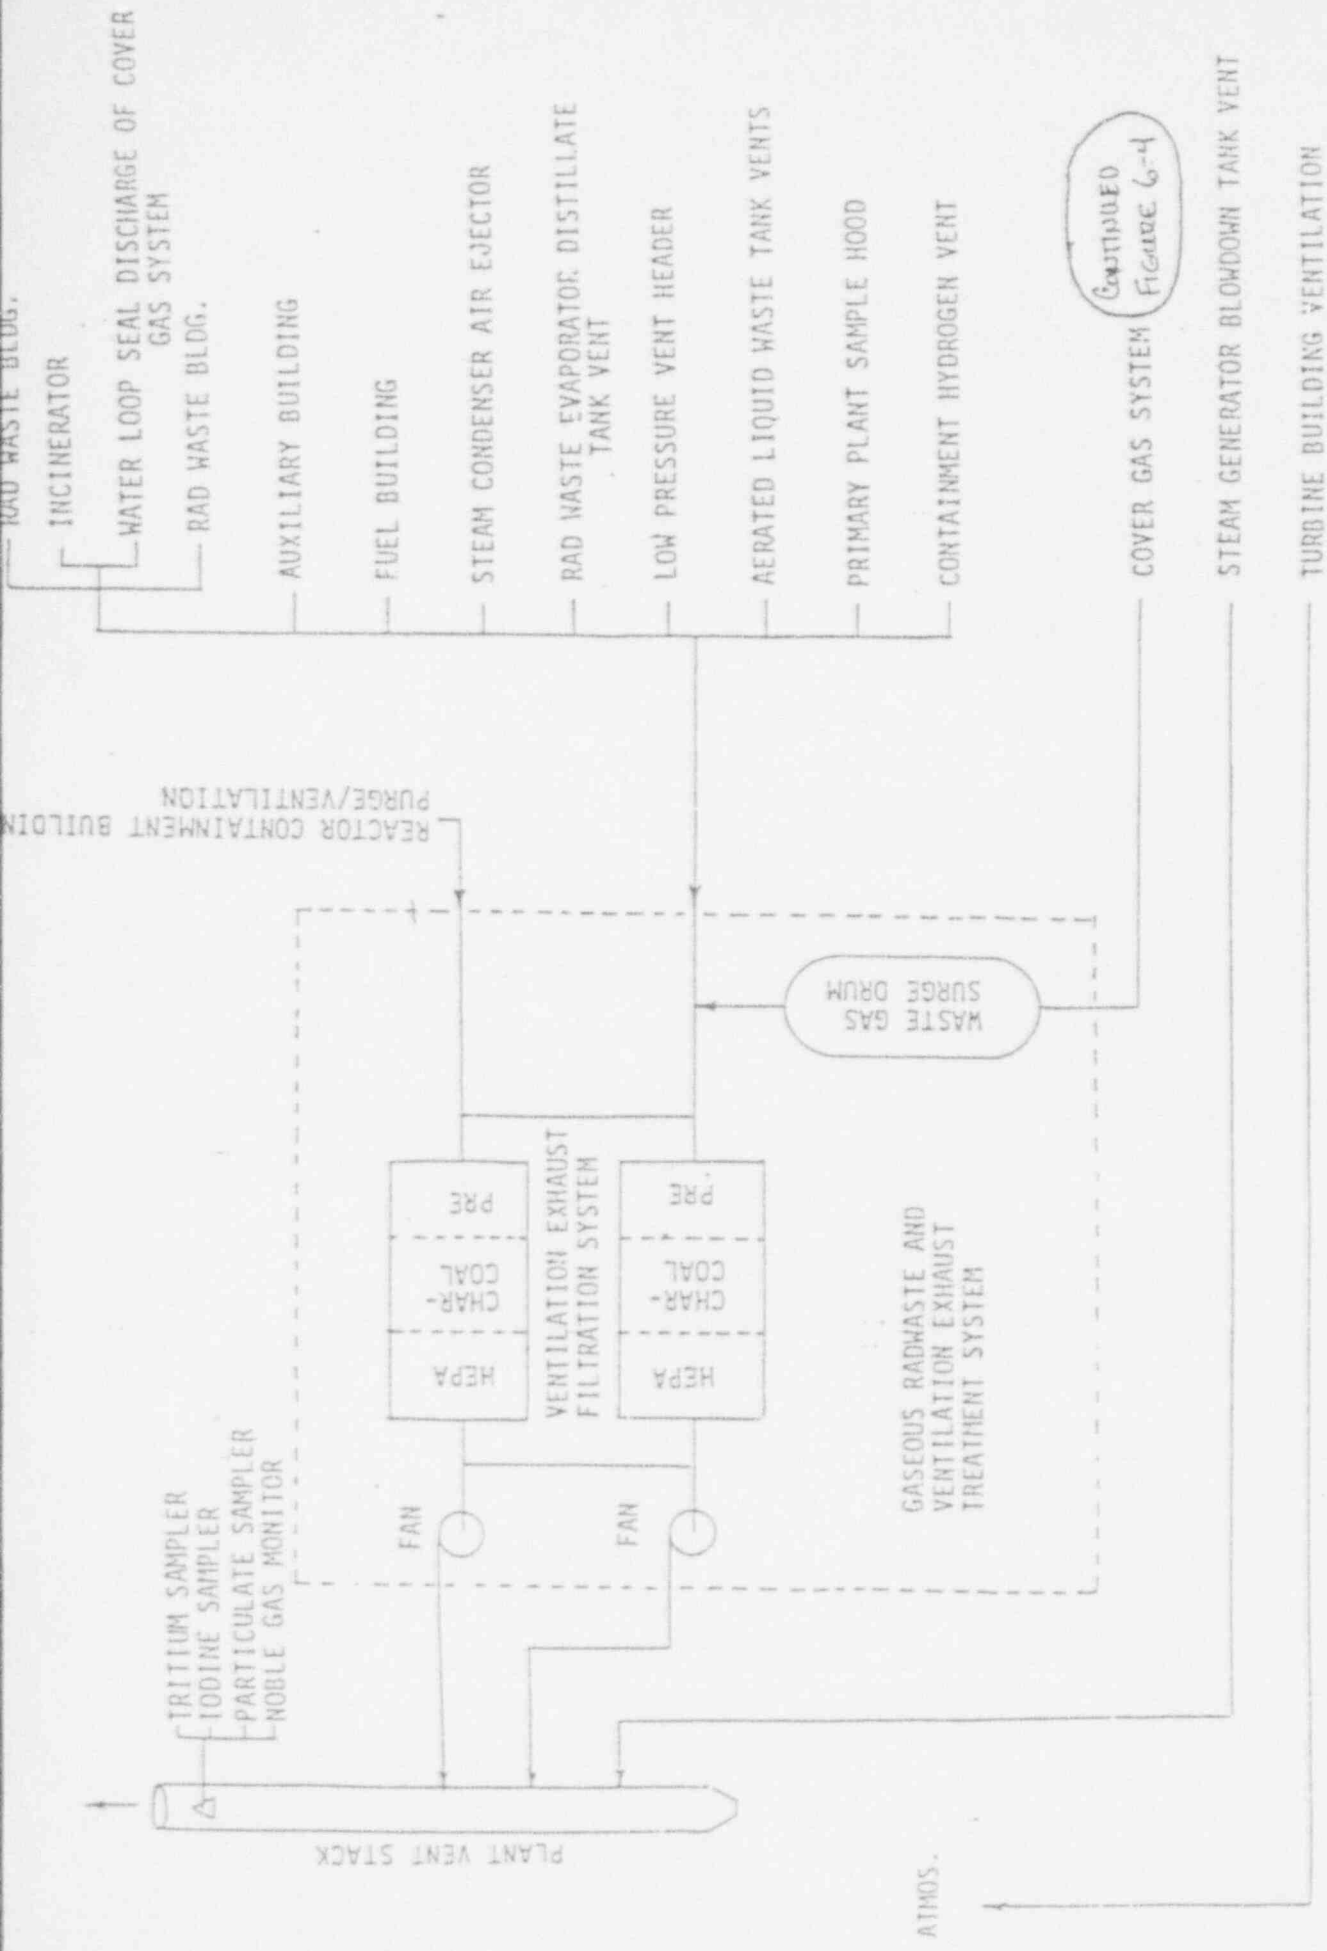 RAD WASTE BLDG.
INCINERATOR
WATER LOOP SEAL DISCHARGE OF COVER
GAS SYSTEM
RAD WASTE BLDG.
AUXILIARY BUILDING
FUEL BUILDING
STEAM CONDENSER AIR EJECTOR
RAD WASTE EVAPORATOR DISTILLATE
TANK VENT
LOW PRESSURE VENT HEADER
AERATED LIQUID WASTE TANK VENTS
PRIMARY PLANT SAMPLE HOOD
CONTAINMENT HYDROGEN VENT
COVER GAS SYSTEM
CONTINUED
FIGURE 6-4
STEAM GENERATOR BLOWDOWN TANK VENT
TURBINE BUILDING VENTILATION
REACTOR CONTAINMENT BUILDIN
PURGE/VENTILATION
WASTE GAS
SURGE DRUM
PRE
CHAR-
COAL
HEPA
VENTILATION EXHAUST
FILTRATION SYSTEM
PRE
CHAR-
COAL
HEPA
GASEOUS RADWASTE AND
VENTILATION EXHAUST
TREATMENT SYSTEM
FAN
FAN
TRITIUM SAMPLER
IODINE SAMPLER
PARTICULATE SAMPLER
NOBLE GAS MONITOR
PLANT VENT STACK
ATMOS.